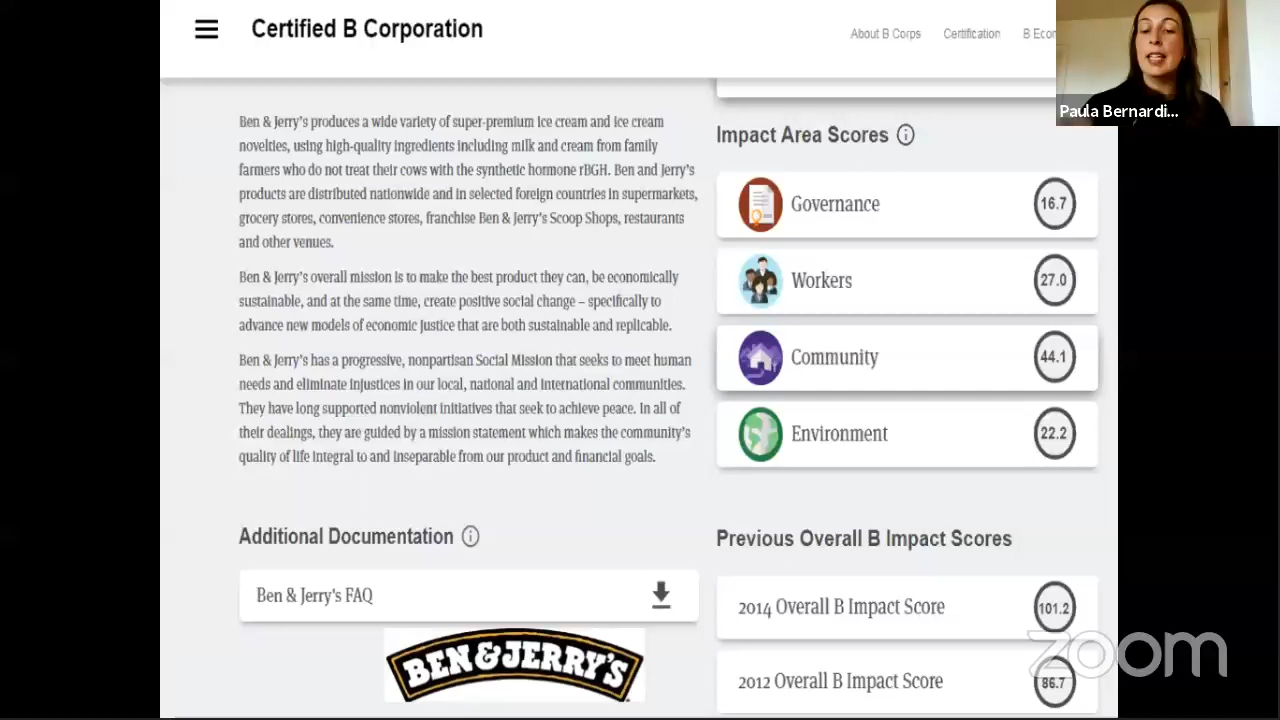 Certified B Corporation
About B Corps Certification B Econ
Paula Bernardi...
Ben & Jerry's produces a wide variety of super-premium ice cream and ice cream
novelties, using high-quality ingredients including milk and cream from family
farmers who do not treat their cows with the synthetic hormone rBGH. Ben and Jerry's
products are distributed nationwide and in selected foreign countries in supermarkets,
grocery stores, convenience stores, franchise Ben & Jerry's Scoop Shops, restaurants
and other venues.
Ben & Jerry's overall mission is to make the best product they can, be economically
sustainable, and at the same time, create positive social change – specifically to
advance new models of economic justice that are both sustainable and replicable.
Ben & Jerry's has a progressive, nonpartisan Social Mission that seeks to meet human
needs and eliminate injustices in our local, national and international communities.
They have long supported nonviolent initiatives that seek to achieve peace. In all of
their dealings, they are guided by a mission statement which makes the community's
quality of life integral to and inseparable from our product and financial goals.
Additional Documentation
Ben & Jerry's FAQ
BEN & JERRY'S
Impact Area Scores
Governance 16.7
Workers 27.0
Community 44.1
Environment 22.2
Previous Overall B Impact Scores
2014 Overall B Impact Score 101.2
2012 Overall B Impact Score 86.7
zoom